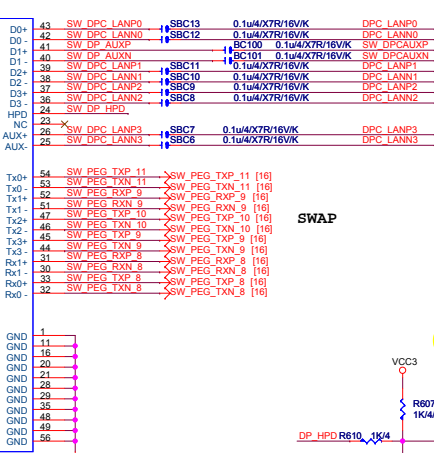 D0+ 43 SW_DPC_LANP0 SBC13 0.1u/4/X7R/16V/K DPC_LANP0
D0 - 42 SW_DPC_LANN0 SBC12 0.1u/4/X7R/16V/K DPC_LANN0
D1+ 41 SW_DP_AUXP BC100 0.1u/4/X7R/16V/K SW_DPCAUXP
D1 - 40 SW_DP_AUXN BC101 0.1u/4/X7R/16V/K SW_DPCAUXN
D2+ 39 SW_DPC_LANP1 SBC11 0.1u/4/X7R/16V/K DPC_LANP1
D2 - 38 SW_DPC_LANN1 SBC10 0.1u/4/X7R/16V/K DPC_LANN1
D3+ 37 SW_DPC_LANP2 SBC9 0.1u/4/X7R/16V/K DPC_LANP2
D3 - 36 SW_DPC_LANN2 SBC8 0.1u/4/X7R/16V/K DPC_LANN2
HPD 24 SW_DP_HPD
NC 23
AUX+ 26 SW_DPC_LANP3 SBC7 0.1u/4/X7R/16V/K DPC_LANP3
AUX- 25 SW_DPC_LANN3 SBC6 0.1u/4/X7R/16V/K DPC_LANN3
Tx0+ 54 SW_PEG_TXP_11 SW_PEG_TXP_11 [16]
Tx0 - 53 SW_PEG_TXN_11 SW_PEG_TXN_11 [16]
Tx1+ 52 SW_PEG_RXP_9 SW_PEG_RXP_9 [16]
Tx1 - 51 SW_PEG_RXN_9 SW_PEG_RXN_9 [16]
Tx2+ 47 SW_PEG_TXP_10 SW_PEG_TXP_10 [16]
Tx2 - 46 SW_PEG_TXN_10 SW_PEG_TXN_10 [16]
Tx3+ 45 SW_PEG_TXP_9 SW_PEG_TXP_9 [16]
Tx3 - 44 SW_PEG_TXN_9 SW_PEG_TXN_9 [16]
Rx1+ 31 SW_PEG_RXP_8 SW_PEG_RXP_8 [16]
Rx1 - 30 SW_PEG_RXN_8 SW_PEG_RXN_8 [16]
Rx0+ 33 SW_PEG_TXP_8 SW_PEG_TXP_8 [16]
Rx0 - 32 SW_PEG_TXN_8 SW_PEG_TXN_8 [16]
SWAP
GND 1
GND 11
GND 16
GND 20
GND 21
GND 28
GND 29
GND 35
GND 48
GND 49
GND 56
VCC3
R607
1K/4/
DP_HPD R610 1K/4